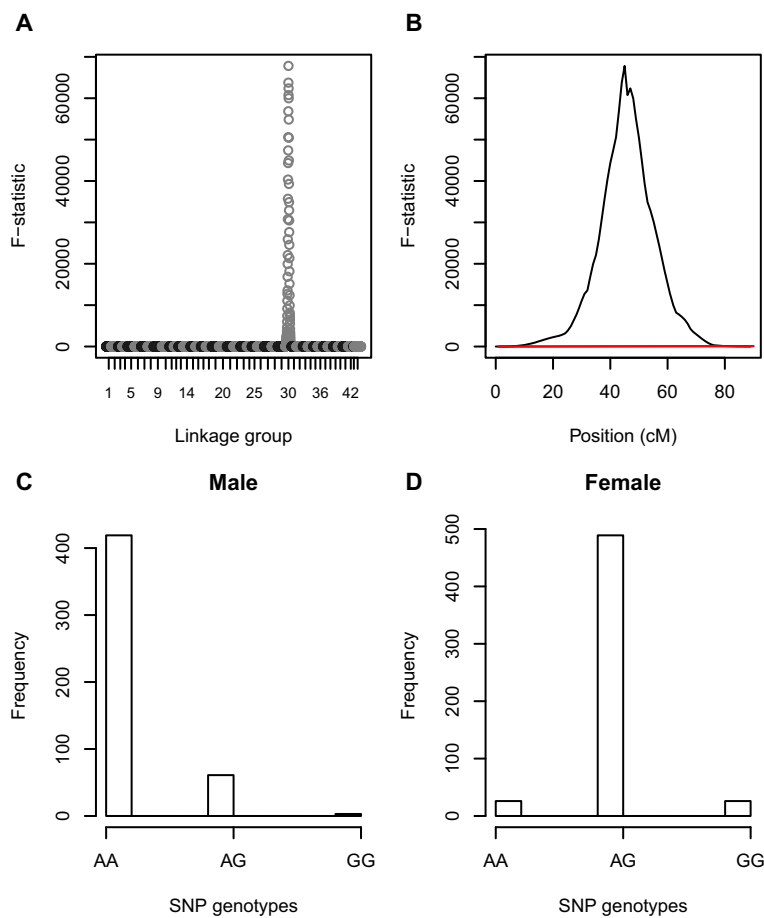 A
F−statistic
0 20000 40000 60000
1 5 9 14 20 25 30 36 42
Linkage group
B
F−statistic
0 20000 40000 60000
0 20 40 60 80
Position (cM)
C
Male
Frequency
0 100 200 300 400
AA AG GG
SNP genotypes
D
Female
Frequency
0 100 200 300 400 500
AA AG GG
SNP genotypes